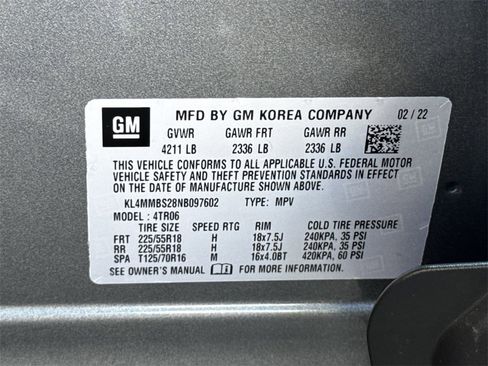 GM MFD BY GM KOREA COMPANY 02 / 22
GVWR GAWR FRT GAWR RR
4211 LB 2336 LB 2336 LB
THIS VEHICLE CONFORMS TO ALL APPLICABLE U.S. FEDERAL MOTOR
VEHICLE SAFETY AND THEFT PREVENTION STANDARDS IN EFFECT
ON THE DATE OF MANUFACTURE SHOWN ABOVE.
KL4MMBS28NB097602 TYPE: MPV
MODEL : 4TR06
TIRE SIZE SPEED RTG RIM COLD TIRE PRESSURE
FRT 225/55R18 H 18x7.5J 240KPA, 35 PSI
RR 225/55R18 H 18x7.5J 240KPA, 35 PSI
SPA T125/70R16 M 16x4.0BT 420KPA, 60 PSI
SEE OWNER'S MANUAL FOR MORE INFORMATION.